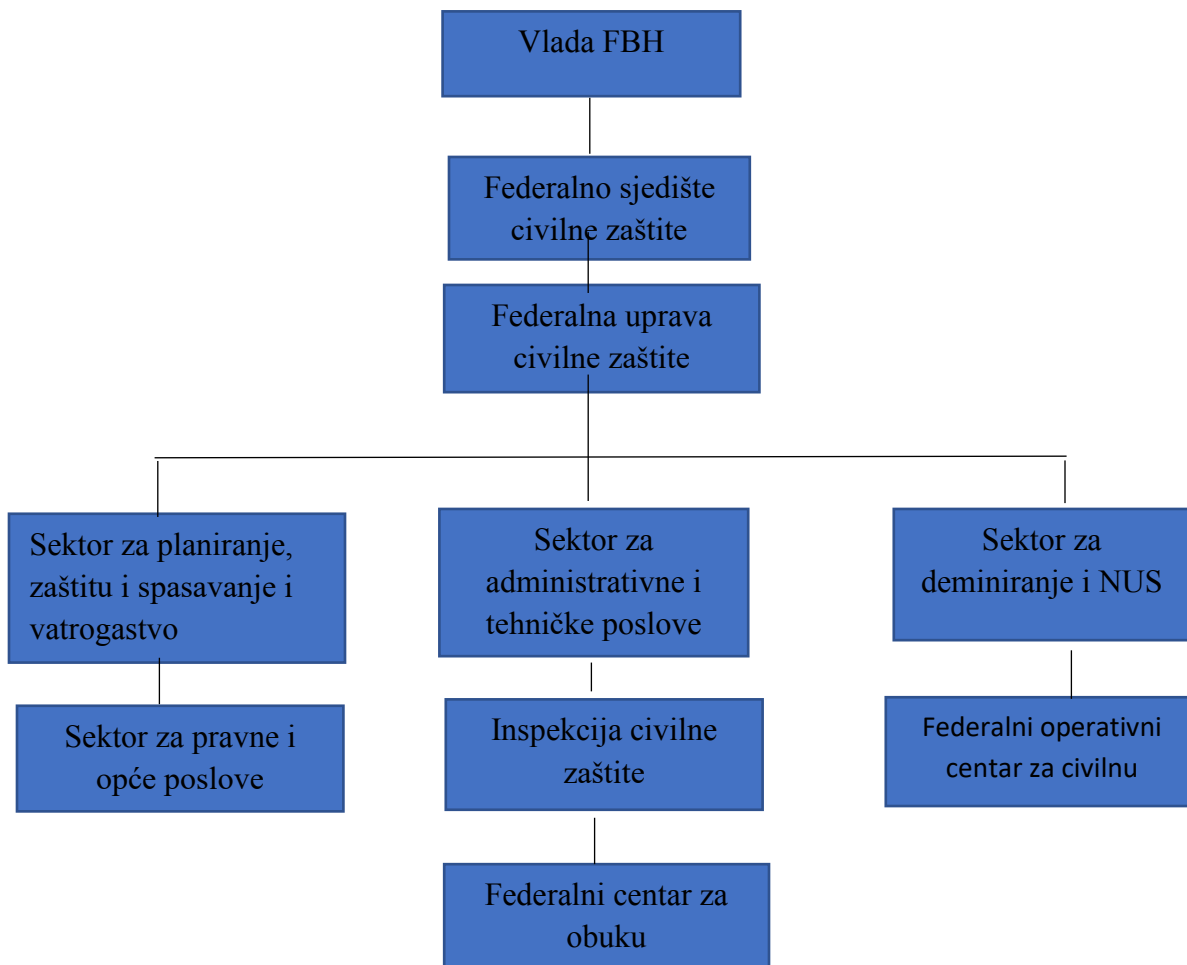 Vlada FBH
Federalno sjedište
civilne zaštite
Federalna uprava
civilne zaštite
Sektor za planiranje,
zaštitu i spasavanje i
vatrogastvo
Sektor za
administrativne i
tehničke poslove
Sektor za
deminiranje i NUS
Sektor za pravne i
opće poslove
Inspekcija civilne
zaštite
Federalni operativni
centar za civilnu
Federalni centar za
obuku